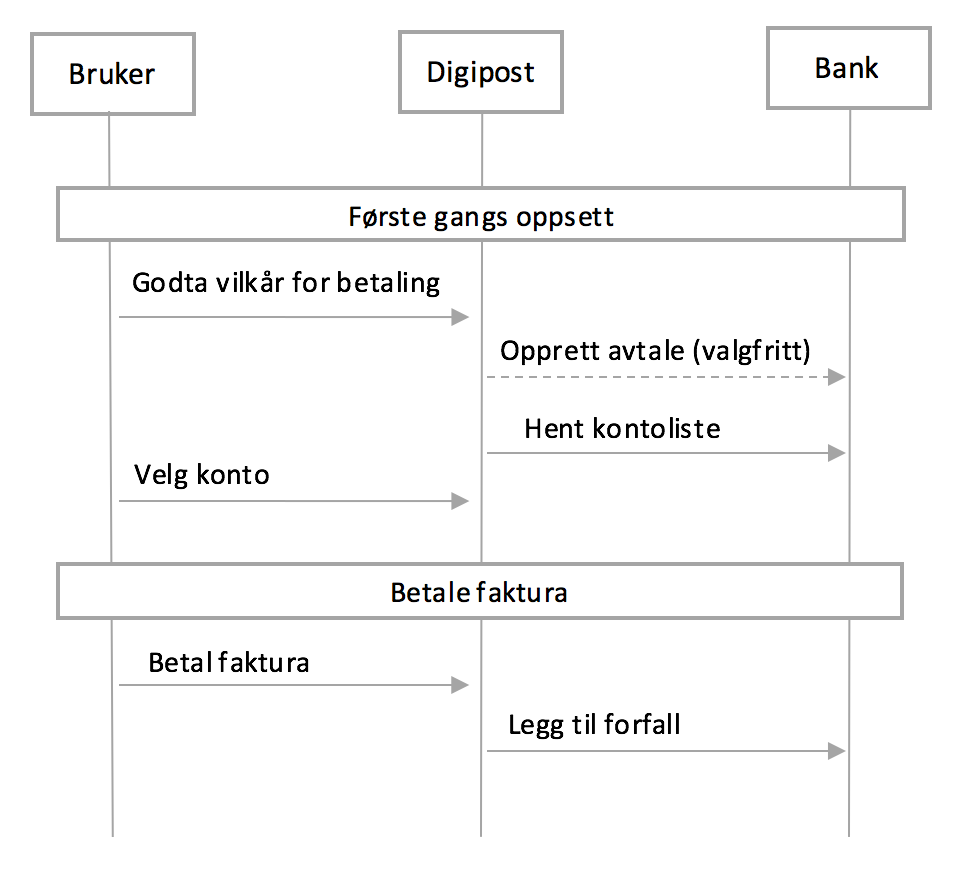 Bruker
Digipost
Bank
Første gangs oppsett
Godta vilkår for betaling
Opprett avtale (valgfritt)
Hent kontoliste
Velg konto
Betale faktura
Betal faktura
Legg til forfall